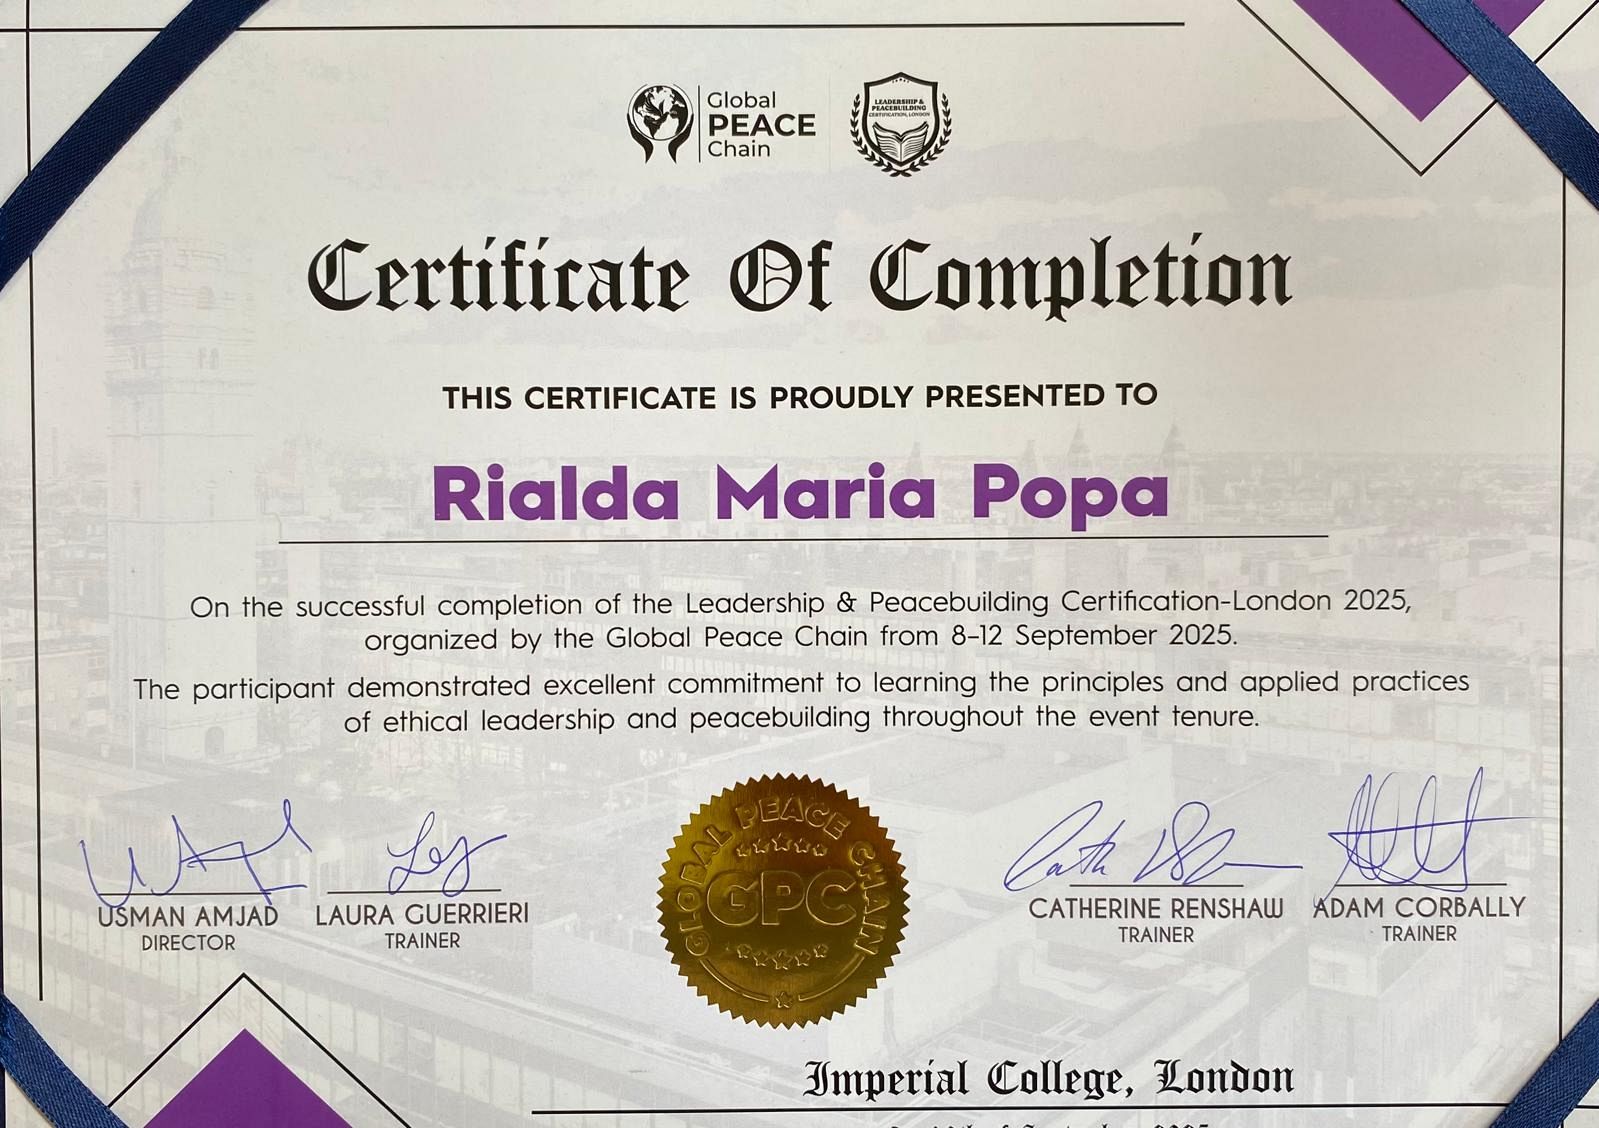 Global
PEACE
Chain
LEADERSHIP &
PEACEBUILDING
CERTIFICATION, LONDON
Certificate Of Completion
THIS CERTIFICATE IS PROUDLY PRESENTED TO
Rialda Maria Popa
On the successful completion of the Leadership & Peacebuilding Certification-London 2025,
organized by the Global Peace Chain from 8-12 September 2025.
The participant demonstrated excellent commitment to learning the principles and applied practices
of ethical leadership and peacebuilding throughout the event tenure.
USMAN AMJAD
DIRECTOR
LAURA GUERRIERI
TRAINER
GLOBAL PEACE CHAIN
GPC
CATHERINE RENSHAW
TRAINER
ADAM CORBALLY
TRAINER
Imperial College, London